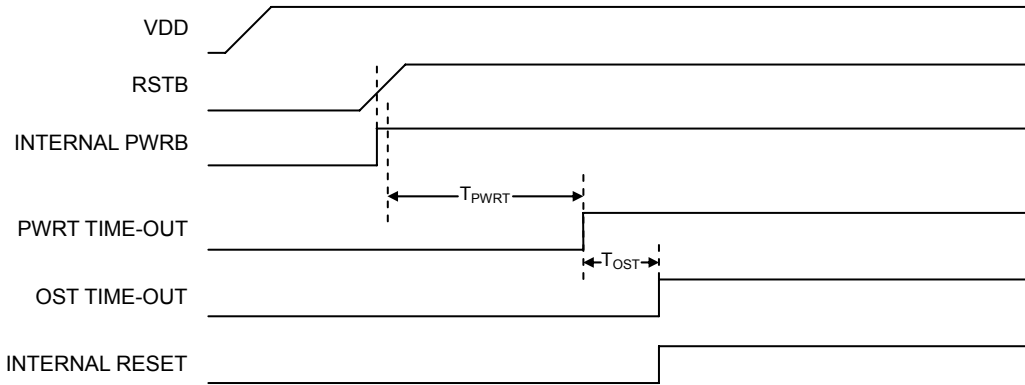 VDD
RSTB
INTERNAL PWRB
TPWRT
PWRT TIME-OUT
TOST
OST TIME-OUT
INTERNAL RESET